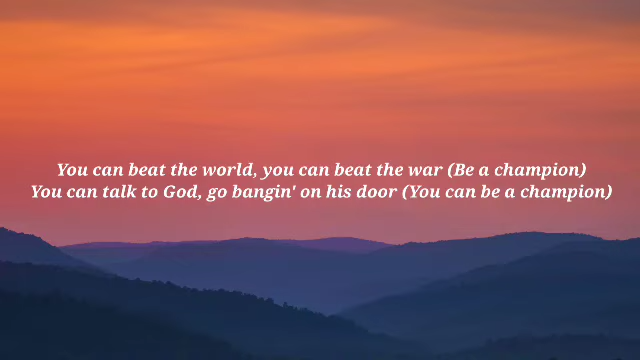 You can beat the world, you can beat the war (Be a champion)
You can talk to God, go bangin' on his door (You can be a champion)